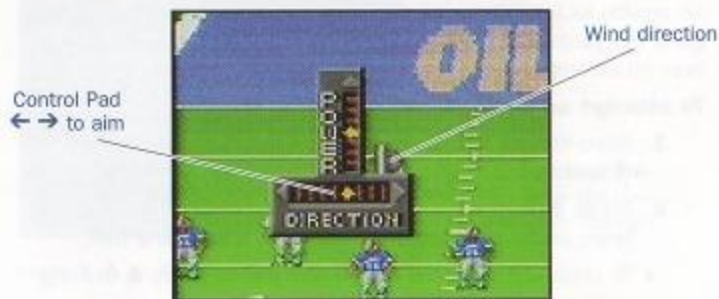 OIL
Wind direction
Control Pad
← → to aim
POWER
DIRECTION